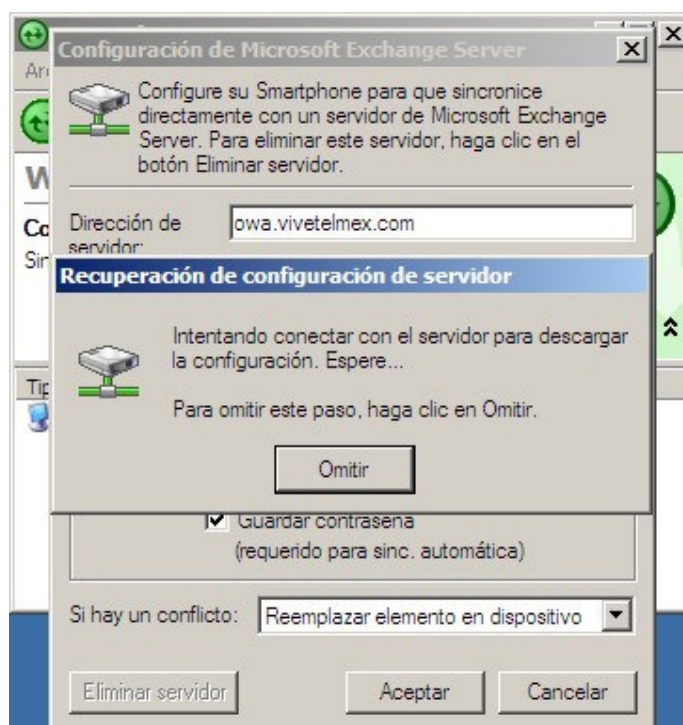 Configuración de Microsoft Exchange Server
Configure su Smartphone para que sincronice
directamente con un servidor de Microsoft Exchange
Server. Para eliminar este servidor, haga clic en el
botón Eliminar servidor.
Dirección de
servidor:
owa.vivetelmex.com
Recuperación de configuración de servidor
Intentando conectar con el servidor para descargar
la configuración. Espere...
Para omitir este paso, haga clic en Omitir.
Omitir
Guardar contraseña
(requerido para sinc. automática)
Si hay un conflicto:
Reemplazar elemento en dispositivo
Eliminar servidor
Aceptar
Cancelar